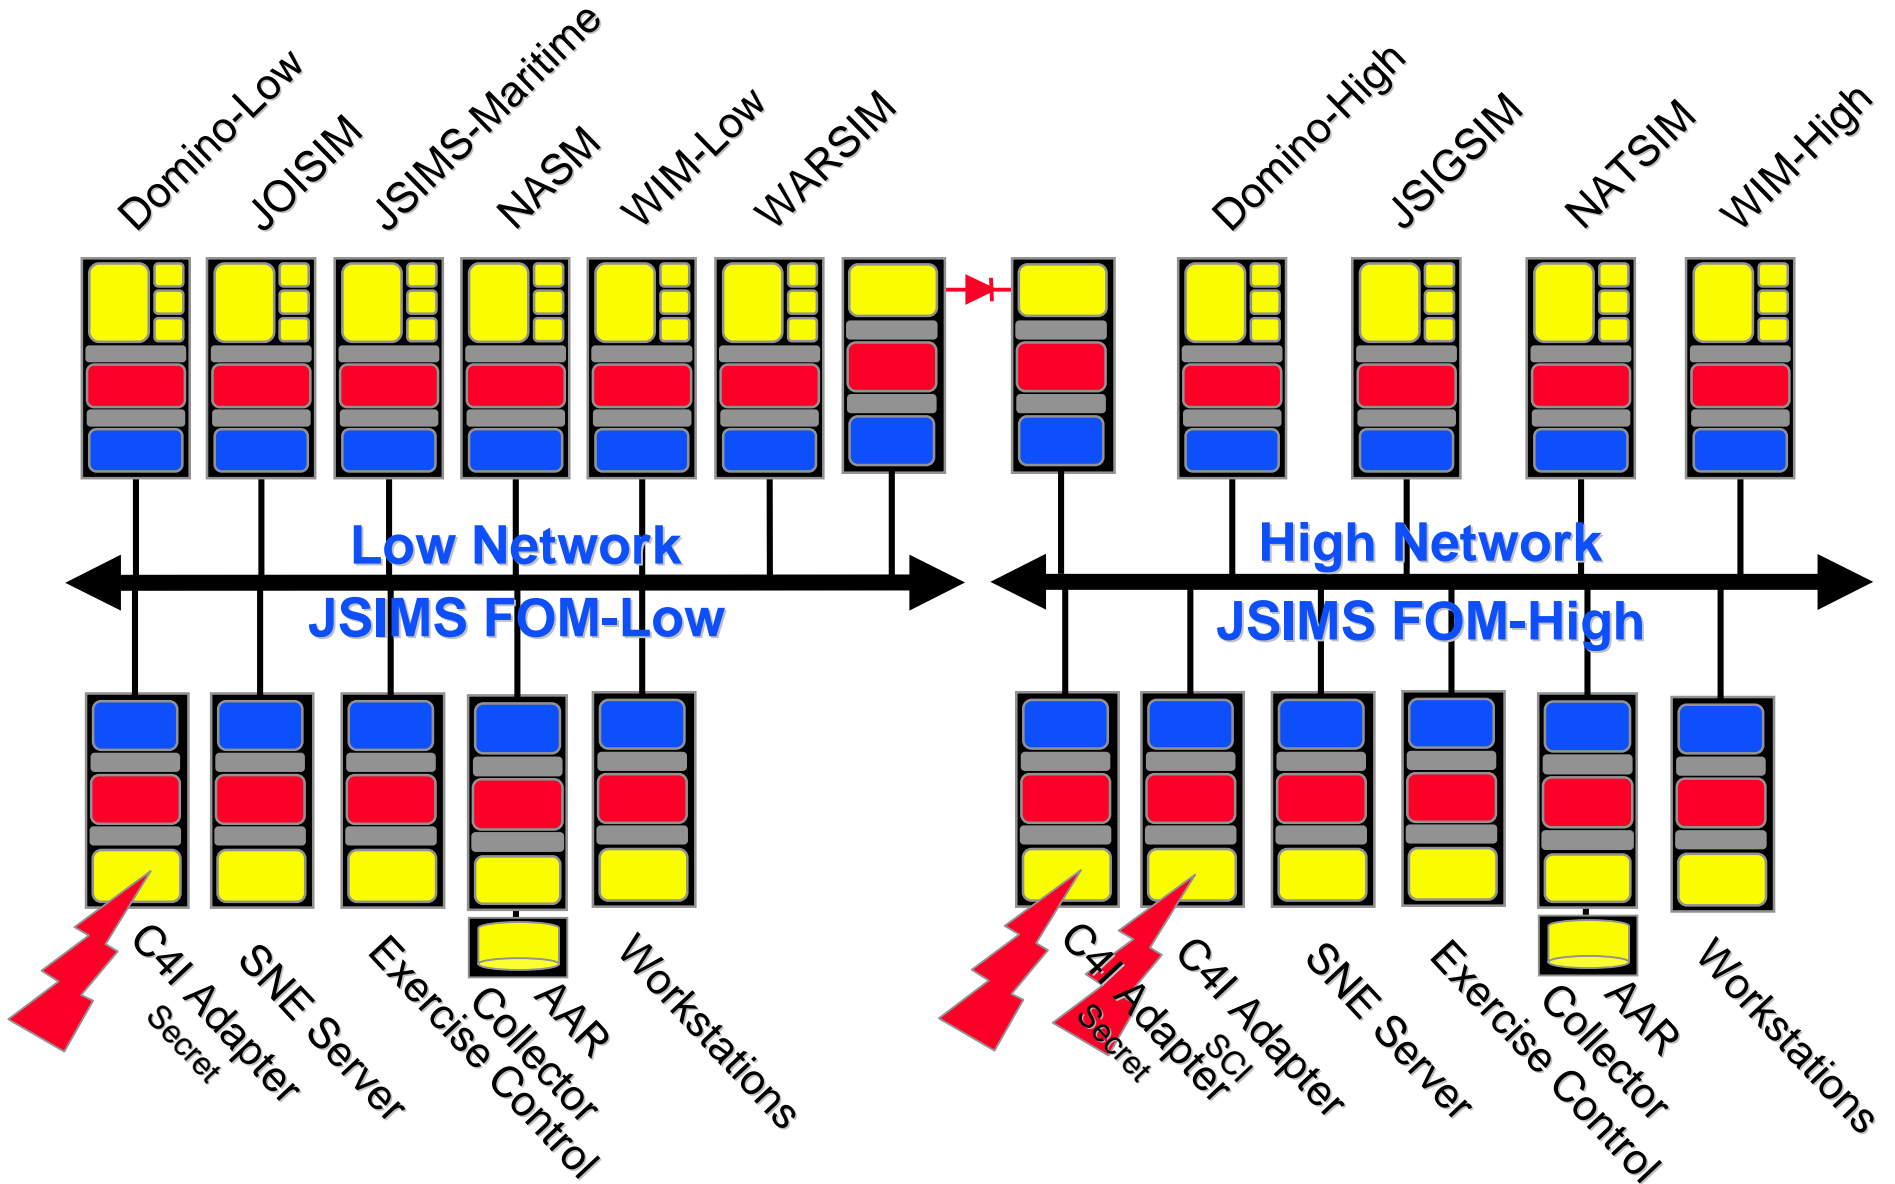 Domino-Low
JOISIM
JSIMS-Maritime
NASM
WIM-Low
WARSIM
Domino-High
JSIGSIM
NATSIM
WIM-High
Low Network
JSIMS FOM-Low
High Network
JSIMS FOM-High
C4I Adapter
Secret
SNE Server
Exercise Control
AAR
Collector
Workstations
C4I Adapter
Secret
C4I Adapter
SCI
SNE Server
Exercise Control
AAR
Collector
Workstations